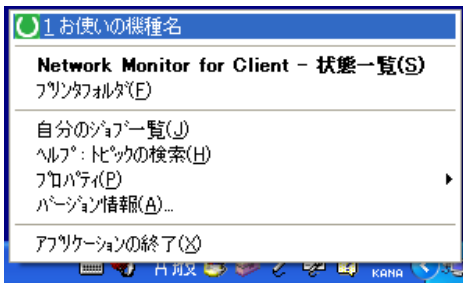 1 お使いの機種名
Network Monitor for Client - 状態一覧(S)
ﾌﾟﾘﾝﾀﾌｫﾙﾀﾞ(F)
自分のｼﾞｮﾌﾞ一覧(J)
ﾍﾙﾌﾟ:ﾄﾋﾟｯｸの検索(H)
ﾌﾟﾛﾊﾟﾃｨ(P)
ﾊﾞｰｼﾞｮﾝ情報(A)...
ｱﾌﾟﾘｹｰｼｮﾝの終了(X)
KANA